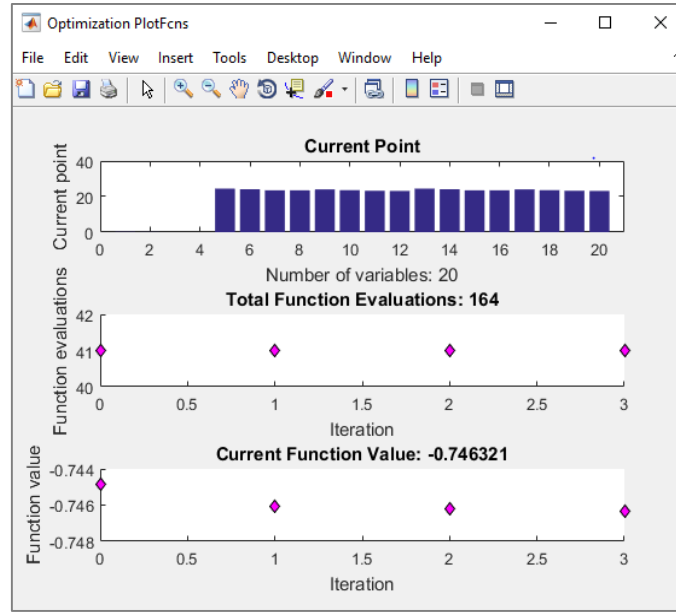 Optimization PlotFcns
File Edit View Insert Tools Desktop Window Help
Current Point
Current point
40
20
0
0 2 4 6 8 10 12 14 16 18 20
Number of variables: 20
Total Function Evaluations: 164
Function evaluations
42
41
40
0 0.5 1 1.5 2 2.5 3
Iteration
Current Function Value: -0.746321
Function value
-0.744
-0.746
-0.748
0 0.5 1 1.5 2 2.5 3
Iteration